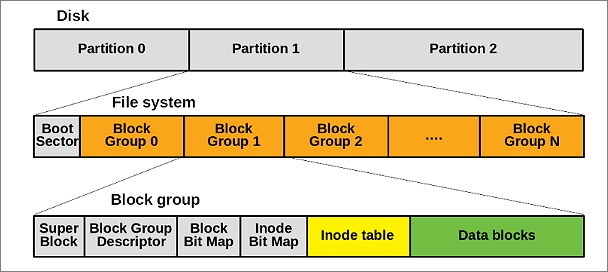 Disk
Partition 0 Partition 1 Partition 2
File system
Boot Sector Block Group 0 Block Group 1 Block Group 2 .... Block Group N
Block group
Super Block Block Group Descriptor Block Bit Map Inode Bit Map Inode table Data blocks